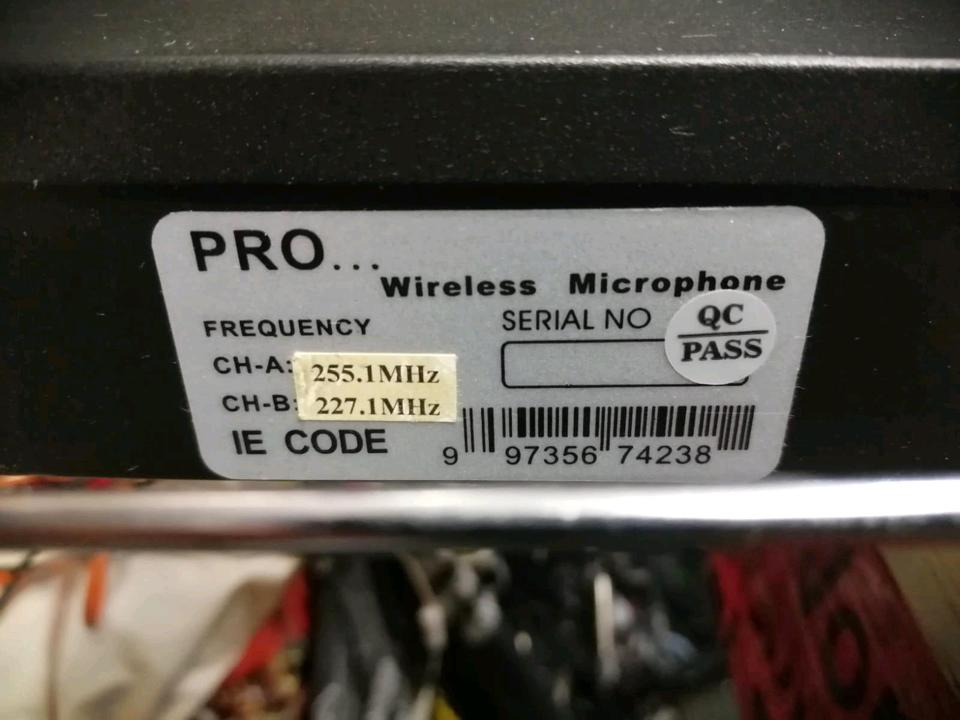 PRO...
Wireless Microphone
FREQUENCY
SERIAL NO
QC
PASS
CH-A: 255.1MHz
CH-B: 227.1MHz
IE CODE
9 97356 74238